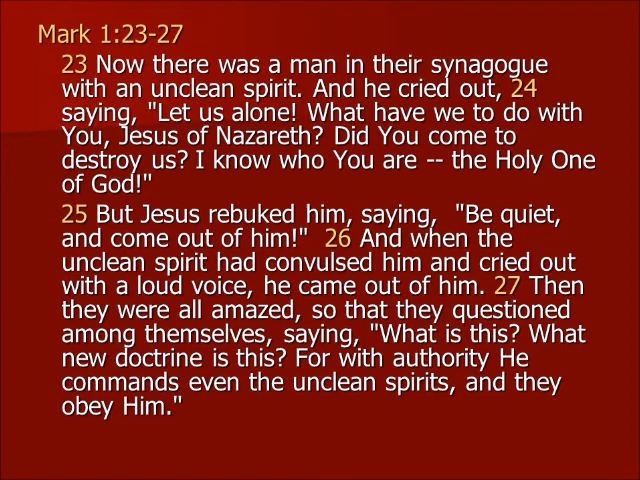 Mark 1:23-27
23 Now there was a man in their synagogue
with an unclean spirit. And he cried out, 24
saying, "Let us alone! What have we to do with
You, Jesus of Nazareth? Did You come to
destroy us? I know who You are -- the Holy One
of God!"
25 But Jesus rebuked him, saying,  "Be quiet,
and come out of him!"  26 And when the
unclean spirit had convulsed him and cried out
with a loud voice, he came out of him. 27 Then
they were all amazed, so that they questioned
among themselves, saying, "What is this? What
new doctrine is this? For with authority He
commands even the unclean spirits, and they
obey Him."